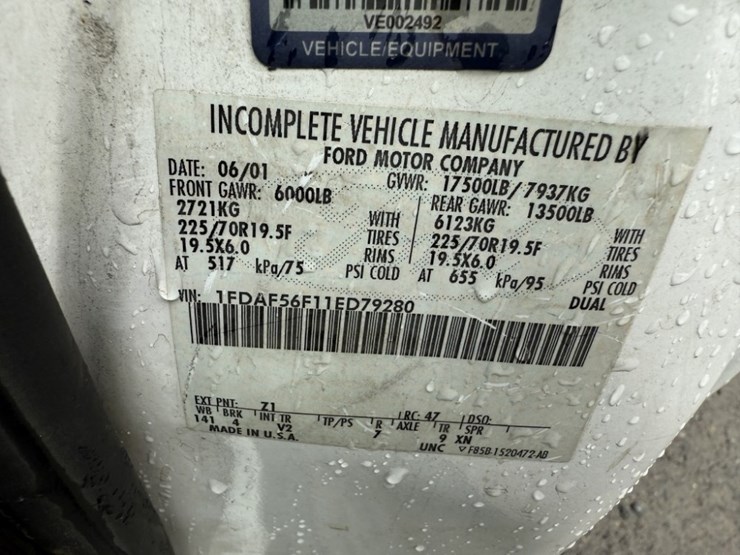 VE002492
VEHICLE/EQUIPMENT
INCOMPLETE VEHICLE MANUFACTURED BY
FORD MOTOR COMPANY
DATE: 06/01 GVWR: 17500LB/7937KG
FRONT GAWR: 6000LB REAR GAWR: 13500LB
2721KG WITH 6123KG WITH
225/70R19.5F TIRES 225/70R19.5F TIRES
19.5X6.0 RIMS 19.5X6.0 RIMS
AT 517 kPa/75 PSI COLD AT 655 kPa/95 PSI COLD
DUAL
VIN: 1FDAF56F11ED79280
EXT PNT: Z1 RC: 47 DSO:
WB BRK INT TR TP/PS R AXLE TR SPR
141 4 V2 7 9 XN
MADE IN U.S.A. UNC F85B-1520472-AB